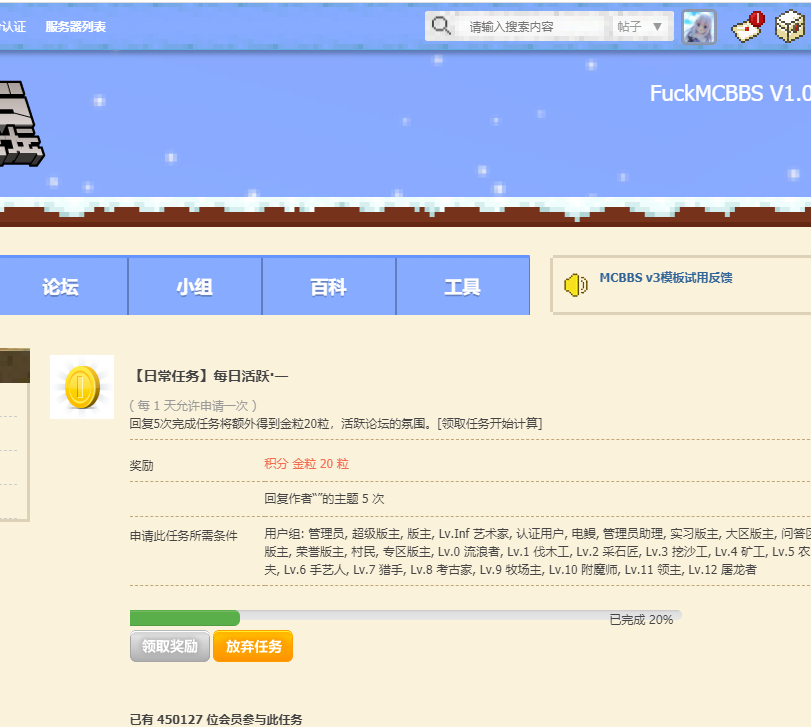 认证 服务器列表
请输入搜索内容 帖子 ▼
FuckMCBBS V1.0
论坛 小组 百科 工具
MCBBS v3模板试用反馈
【日常任务】每日活跃·一
( 每 1 天允许申请一次 )
回复5次完成任务将额外得到金粒20粒，活跃论坛的氛围。[领取任务开始计算]
奖励 积分 金粒 20 粒
回复作者“”的主题 5 次
申请此任务所需条件 用户组: 管理员, 超级版主, 版主, Lv.Inf 艺术家, 认证用户, 电鳗, 管理员助理, 实习版主, 大区版主, 问答区
版主, 荣誉版主, 村民, 专区版主, Lv.0 流浪者, Lv.1 伐木工, Lv.2 采石匠, Lv.3 挖沙工, Lv.4 矿工, Lv.5 农
夫, Lv.6 手艺人, Lv.7 猎手, Lv.8 考古家, Lv.9 牧场主, Lv.10 附魔师, Lv.11 领主, Lv.12 屠龙者
已完成 20%
领取奖励 放弃任务
已有 450127 位会员参与此任务